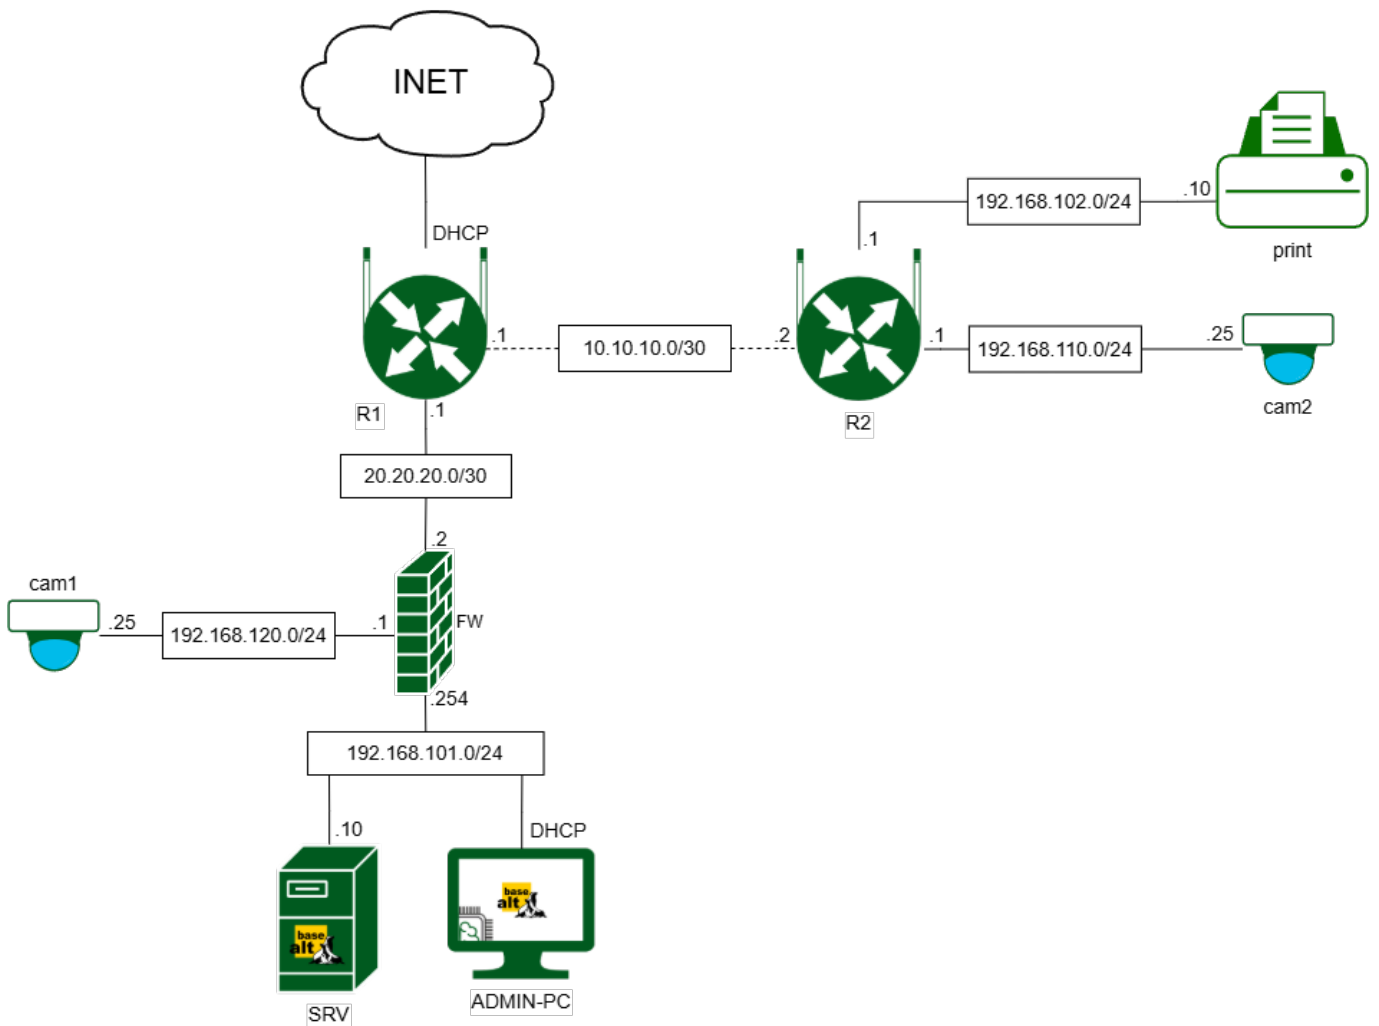 INET
DHCP
.1
10.10.10.0/30
.2
R1
.1
20.20.20.0/30
.2
FW
cam1
.25
192.168.120.0/24
.1
.254
192.168.101.0/24
.10
DHCP
base
alt
SRV
base
alt
ADMIN-PC
192.168.102.0/24
.10
.1
print
.1
192.168.110.0/24
.25
R2
cam2